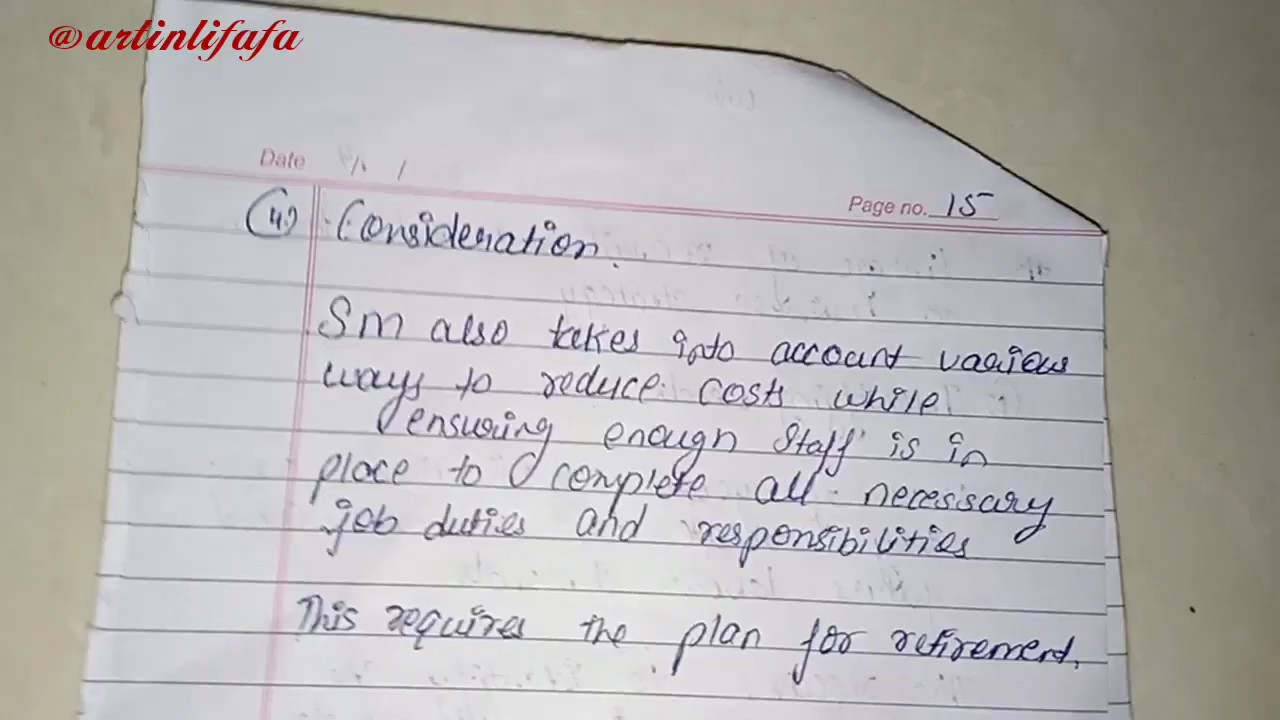 @artinlifafa
Date / /
Page no. 15
(4.) Consideration.
SM also takes into account various
ways to reduce costs while
ensuring enough staff is in
place to complete all necessary
job duties and responsibilities
This requires the plan for retirement.